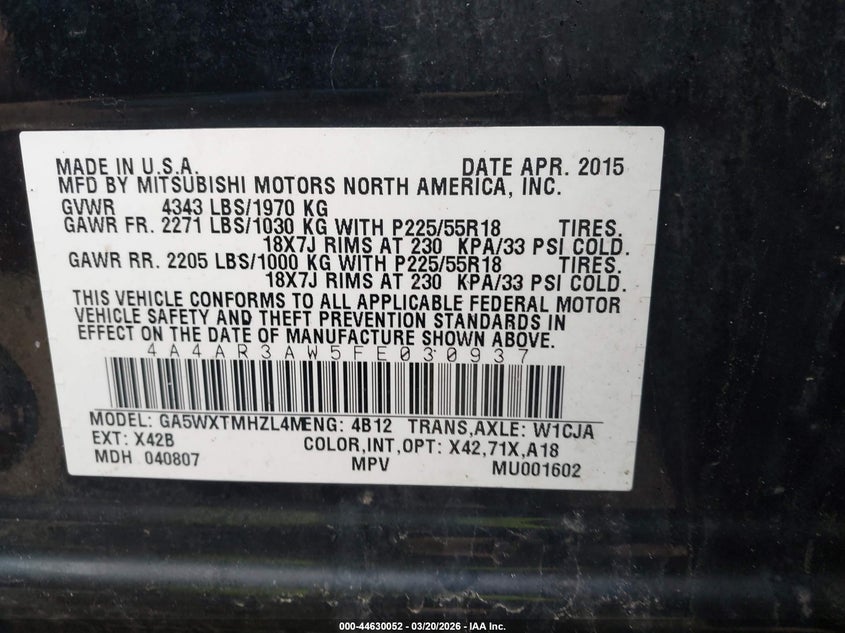 MADE IN U.S.A. DATE APR. 2015
MFD BY MITSUBISHI MOTORS NORTH AMERICA, INC.
GVWR 4343 LBS/1970 KG
GAWR FR. 2271 LBS/1030 KG WITH P225/55R18 TIRES.
18X7J RIMS AT 230 KPA/33 PSI COLD.
GAWR RR. 2205 LBS/1000 KG WITH P225/55R18 TIRES.
18X7J RIMS AT 230 KPA/33 PSI COLD.
THIS VEHICLE CONFORMS TO ALL APPLICABLE FEDERAL MOTOR
VEHICLE SAFETY AND THEFT PREVENTION STANDARDS IN
EFFECT ON THE DATE OF MANUFACTURE SHOWN ABOVE.
4A4AR3AW5FE030937
MODEL: GA5WXTMHZL4M ENG: 4B12 TRANS,AXLE: W1CJA
EXT: X42B COLOR,INT,OPT: X42,71X,A18
MDH 040807 MPV MU001602
000-44630052 - 03/20/2026 - IAA Inc.